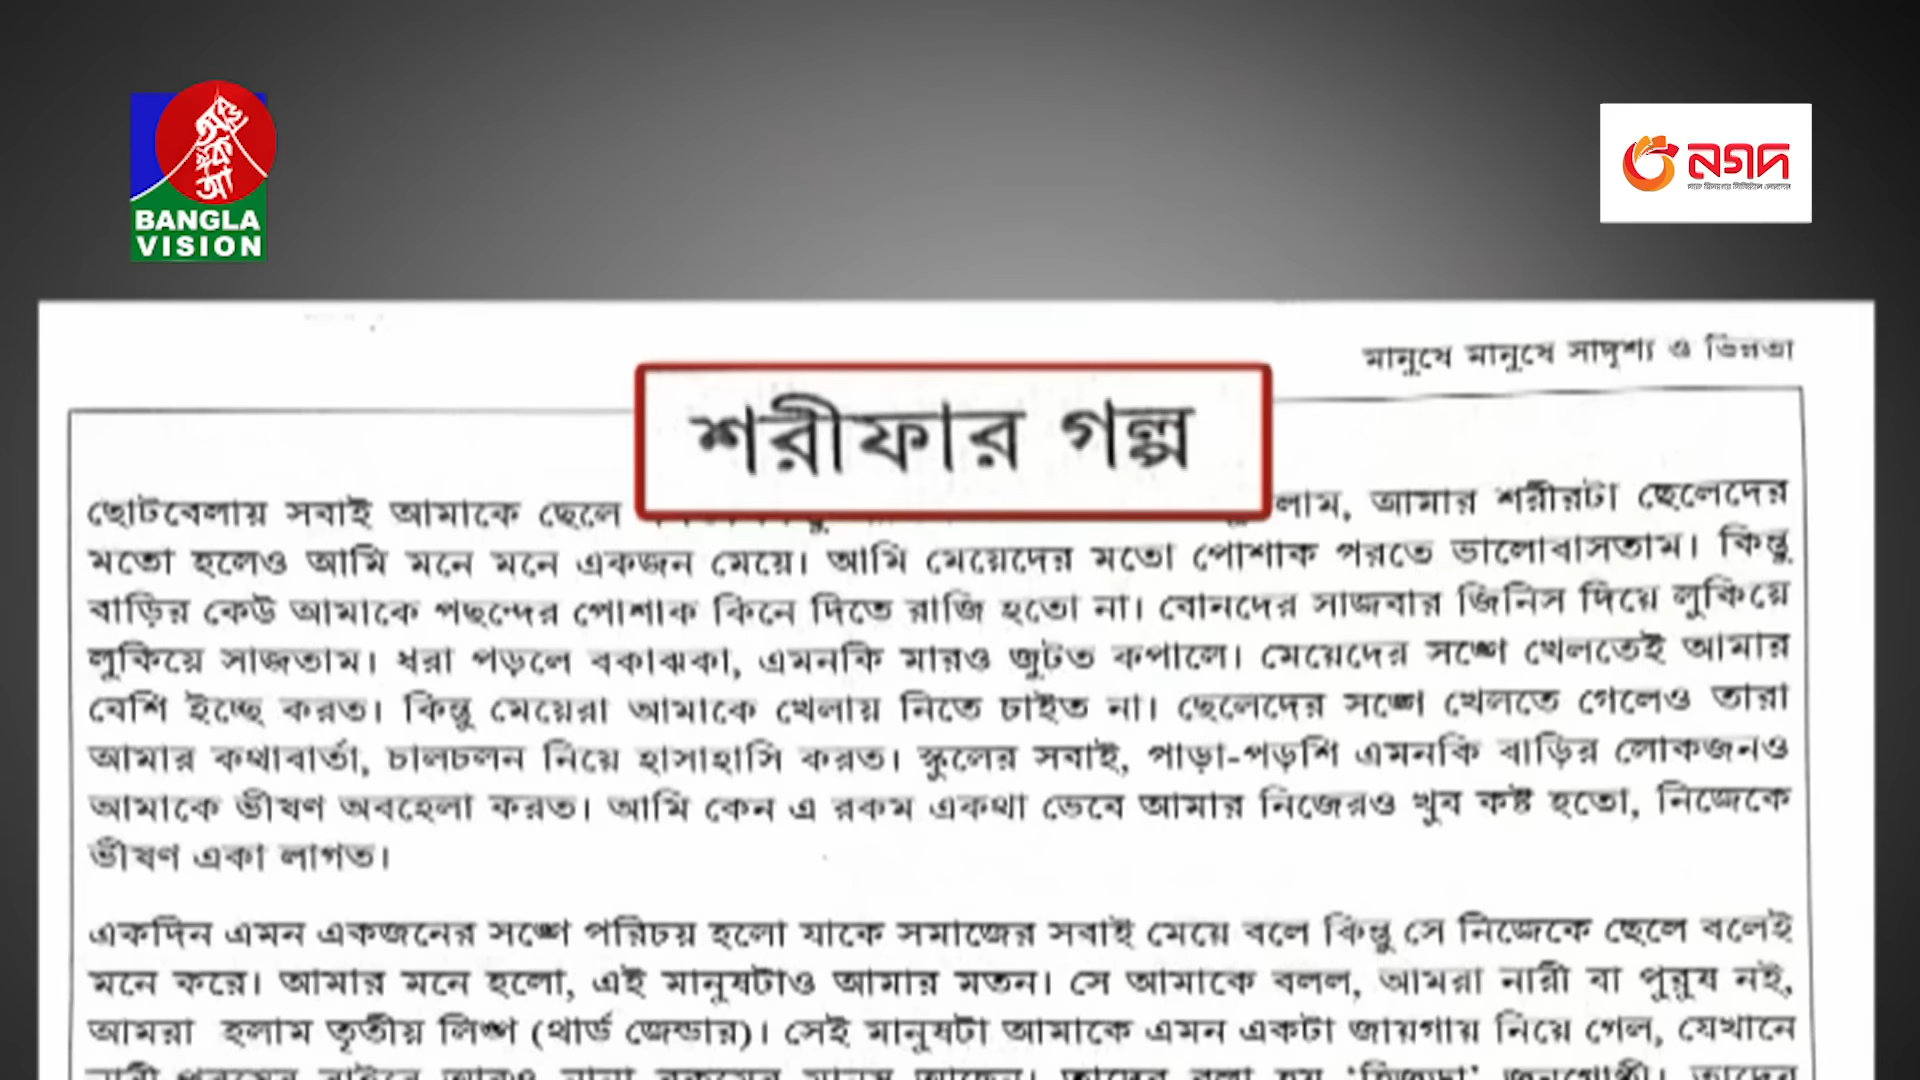 BANGLA
VISION
নগদ
মানুষে মানুষে সাদৃশ্য ও ভিন্নতা
শরীফার গল্প
ছোটবেলায় সবাই আমাকে ছেলে লাম, আমার শরীরটা ছেলেদের
মতো হলেও আমি মনে মনে একজন মেয়ে। আমি মেয়েদের মতো পোশাক পরতে ভালোবাসতাম। কিন্তু
বাড়ির কেউ আমাকে পছন্দের পোশাক কিনে দিতে রাজি হতো না। বোনদের সাজবার জিনিস দিয়ে লুকিয়ে
লুকিয়ে সাজতাম। ধরা পড়লে বকাঝকা, এমনকি মারও জুটত কপালে। মেয়েদের সঙ্গে খেলতেই আমার
বেশি ইচ্ছে করত। কিন্তু মেয়েরা আমাকে খেলায় নিতে চাইত না। ছেলেদের সঙ্গে খেলতে গেলেও তারা
আমার কথাবার্তা, চালচলন নিয়ে হাসাহাসি করত। স্কুলের সবাই, পাড়া-পড়শি এমনকি বাড়ির লোকজনও
আমাকে ভীষণ অবহেলা করত। আমি কেন এ রকম একথা ভেবে আমার নিজেরও খুব কষ্ট হতো, নিজেকে
ভীষণ একা লাগত।
একদিন এমন একজনের সঙ্গে পরিচয় হলো যাকে সমাজের সবাই মেয়ে বলে কিন্তু সে নিজেকে ছেলে বলেই
মনে করে। আমার মনে হলো, এই মানুষটাও আমার মতন। সে আমাকে বলল, আমরা নারী বা পুরুষ নই,
আমরা হলাম তৃতীয় লিঙ্গ (থার্ড জেন্ডার)। সেই মানুষটা আমাকে এমন একটা জায়গায় নিয়ে গেল, যেখানে